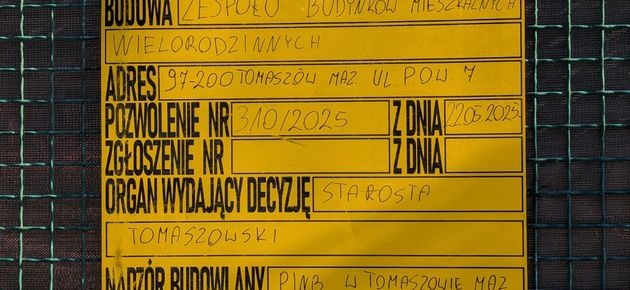 BUDOWA ZESPOŁU BUDYNKÓW MIESZKALNYCH
WIELORODZINNYCH
ADRES 97-200 TOMASZÓW MAZ UL. P.O.W 7
POZWOLENIE NR 310/2025 Z DNIA 22.05.2025
ZGŁOSZENIE NR Z DNIA
ORGAN WYDAJĄCY DECYZJĘ STAROSTA
TOMASZOWSKI
NADZÓR BUDOWLANY PINB W TOMASZOWIE MAZ